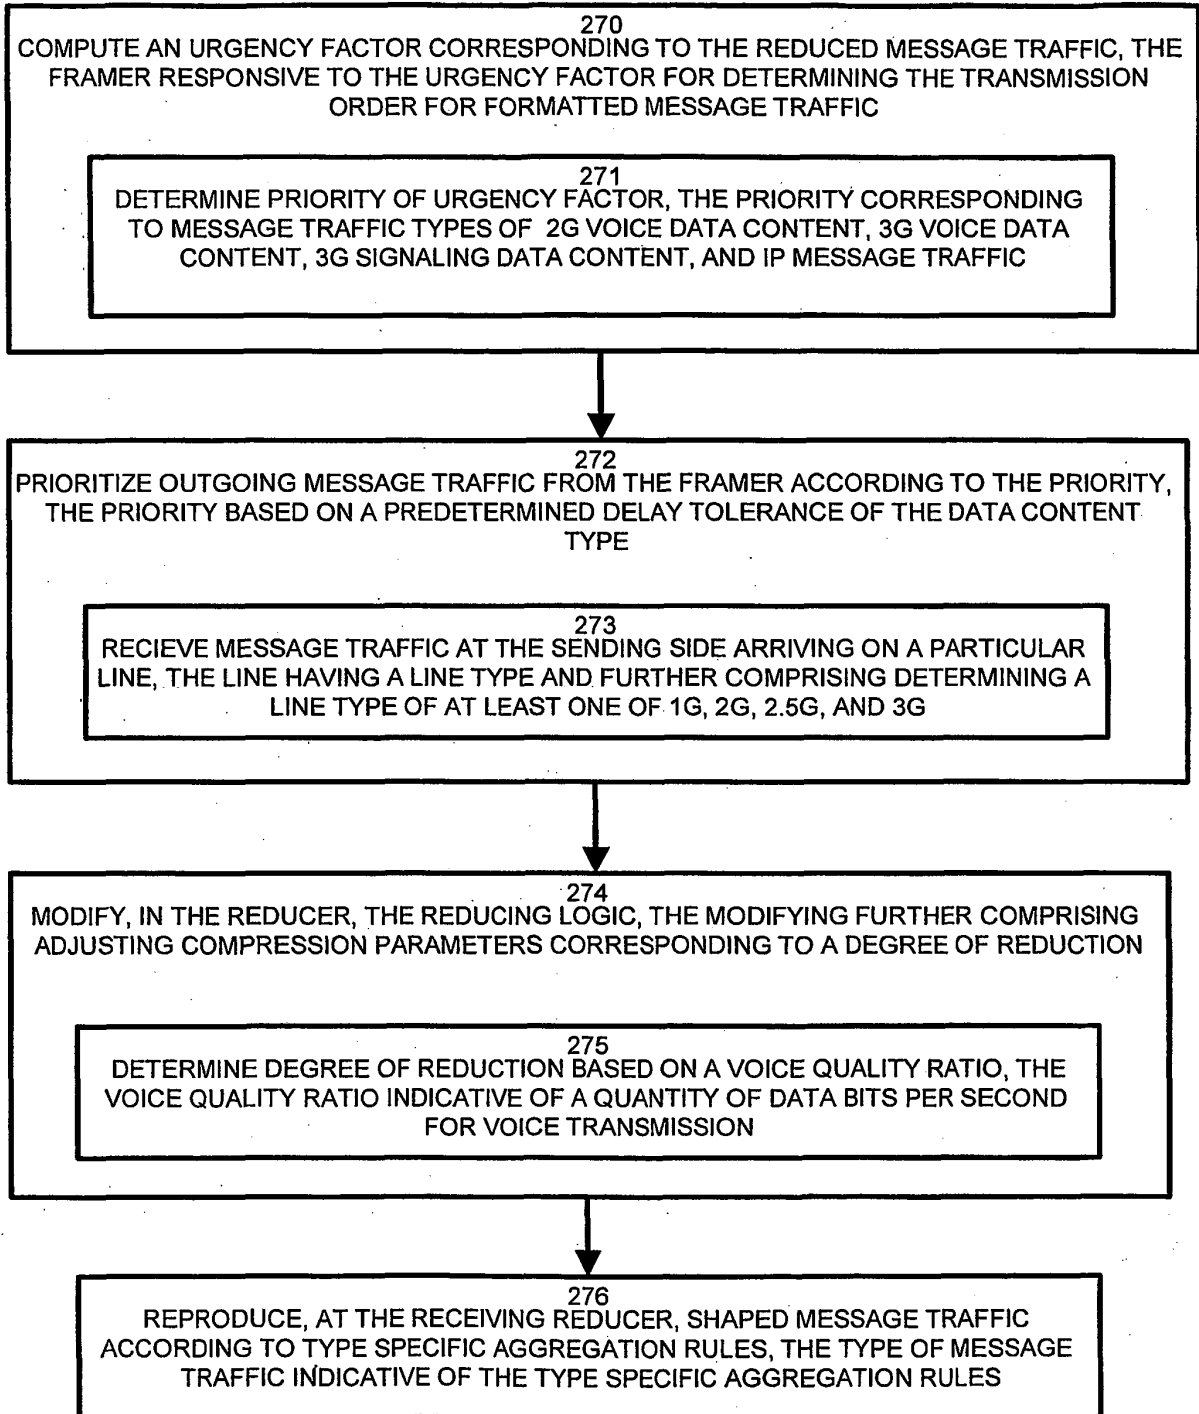 270
COMPUTE AN URGENCY FACTOR CORRESPONDING TO THE REDUCED MESSAGE TRAFFIC, THE
FRAMER RESPONSIVE TO THE URGENCY FACTOR FOR DETERMINING THE TRANSMISSION
ORDER FOR FORMATTED MESSAGE TRAFFIC
271
DETERMINE PRIORITY OF URGENCY FACTOR, THE PRIORITY CORRESPONDING
TO MESSAGE TRAFFIC TYPES OF 2G VOICE DATA CONTENT, 3G VOICE DATA
CONTENT, 3G SIGNALING DATA CONTENT, AND IP MESSAGE TRAFFIC
272
PRIORITIZE OUTGOING MESSAGE TRAFFIC FROM THE FRAMER ACCORDING TO THE PRIORITY,
THE PRIORITY BASED ON A PREDETERMINED DELAY TOLERANCE OF THE DATA CONTENT
TYPE
273
RECIEVE MESSAGE TRAFFIC AT THE SENDING SIDE ARRIVING ON A PARTICULAR
LINE, THE LINE HAVING A LINE TYPE AND FURTHER COMPRISING DETERMINING A
LINE TYPE OF AT LEAST ONE OF 1G, 2G, 2.5G, AND 3G
274
MODIFY, IN THE REDUCER, THE REDUCING LOGIC, THE MODIFYING FURTHER COMPRISING
ADJUSTING COMPRESSION PARAMETERS CORRESPONDING TO A DEGREE OF REDUCTION
275
DETERMINE DEGREE OF REDUCTION BASED ON A VOICE QUALITY RATIO, THE
VOICE QUALITY RATIO INDICATIVE OF A QUANTITY OF DATA BITS PER SECOND
FOR VOICE TRANSMISSION
276
REPRODUCE, AT THE RECEIVING REDUCER, SHAPED MESSAGE TRAFFIC
ACCORDING TO TYPE SPECIFIC AGGREGATION RULES, THE TYPE OF MESSAGE
TRAFFIC INDICATIVE OF THE TYPE SPECIFIC AGGREGATION RULES